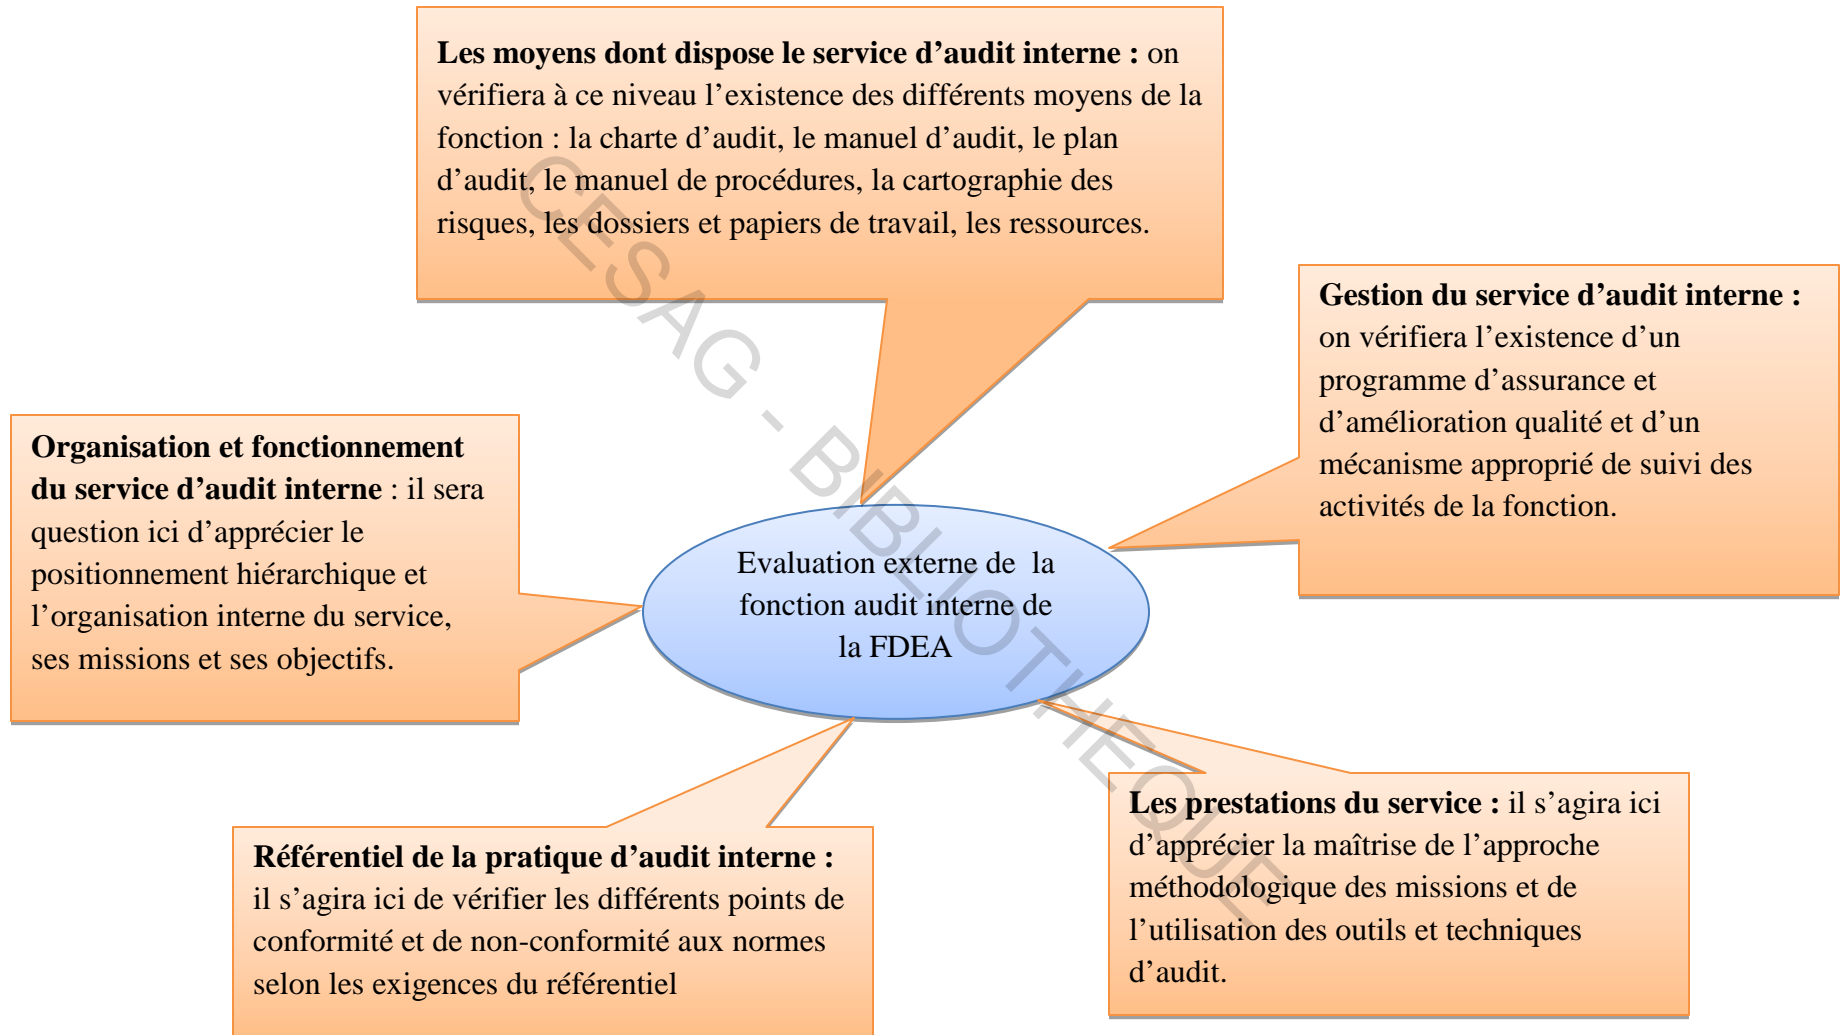 Les moyens dont dispose le service d’audit interne : on
vérifiera à ce niveau l’existence des différents moyens de la
fonction : la charte d’audit, le manuel d’audit, le plan
d’audit, le manuel de procédures, la cartographie des
risques, les dossiers et papiers de travail, les ressources.
Gestion du service d’audit interne :
on vérifiera l’existence d’un
programme d’assurance et
d’amélioration qualité et d’un
mécanisme approprié de suivi des
activités de la fonction.
Organisation et fonctionnement
du service d’audit interne : il sera
question ici d’apprécier le
positionnement hiérarchique et
l’organisation interne du service,
ses missions et ses objectifs.
Evaluation externe de la
fonction audit interne de
la FDEA
Référentiel de la pratique d’audit interne :
il s’agira ici de vérifier les différents points de
conformité et de non-conformité aux normes
selon les exigences du référentiel
Les prestations du service : il s’agira ici
d’apprécier la maîtrise de l’approche
méthodologique des missions et de
l’utilisation des outils et techniques
d’audit.
CESAG - BIBLIOTHEQUE